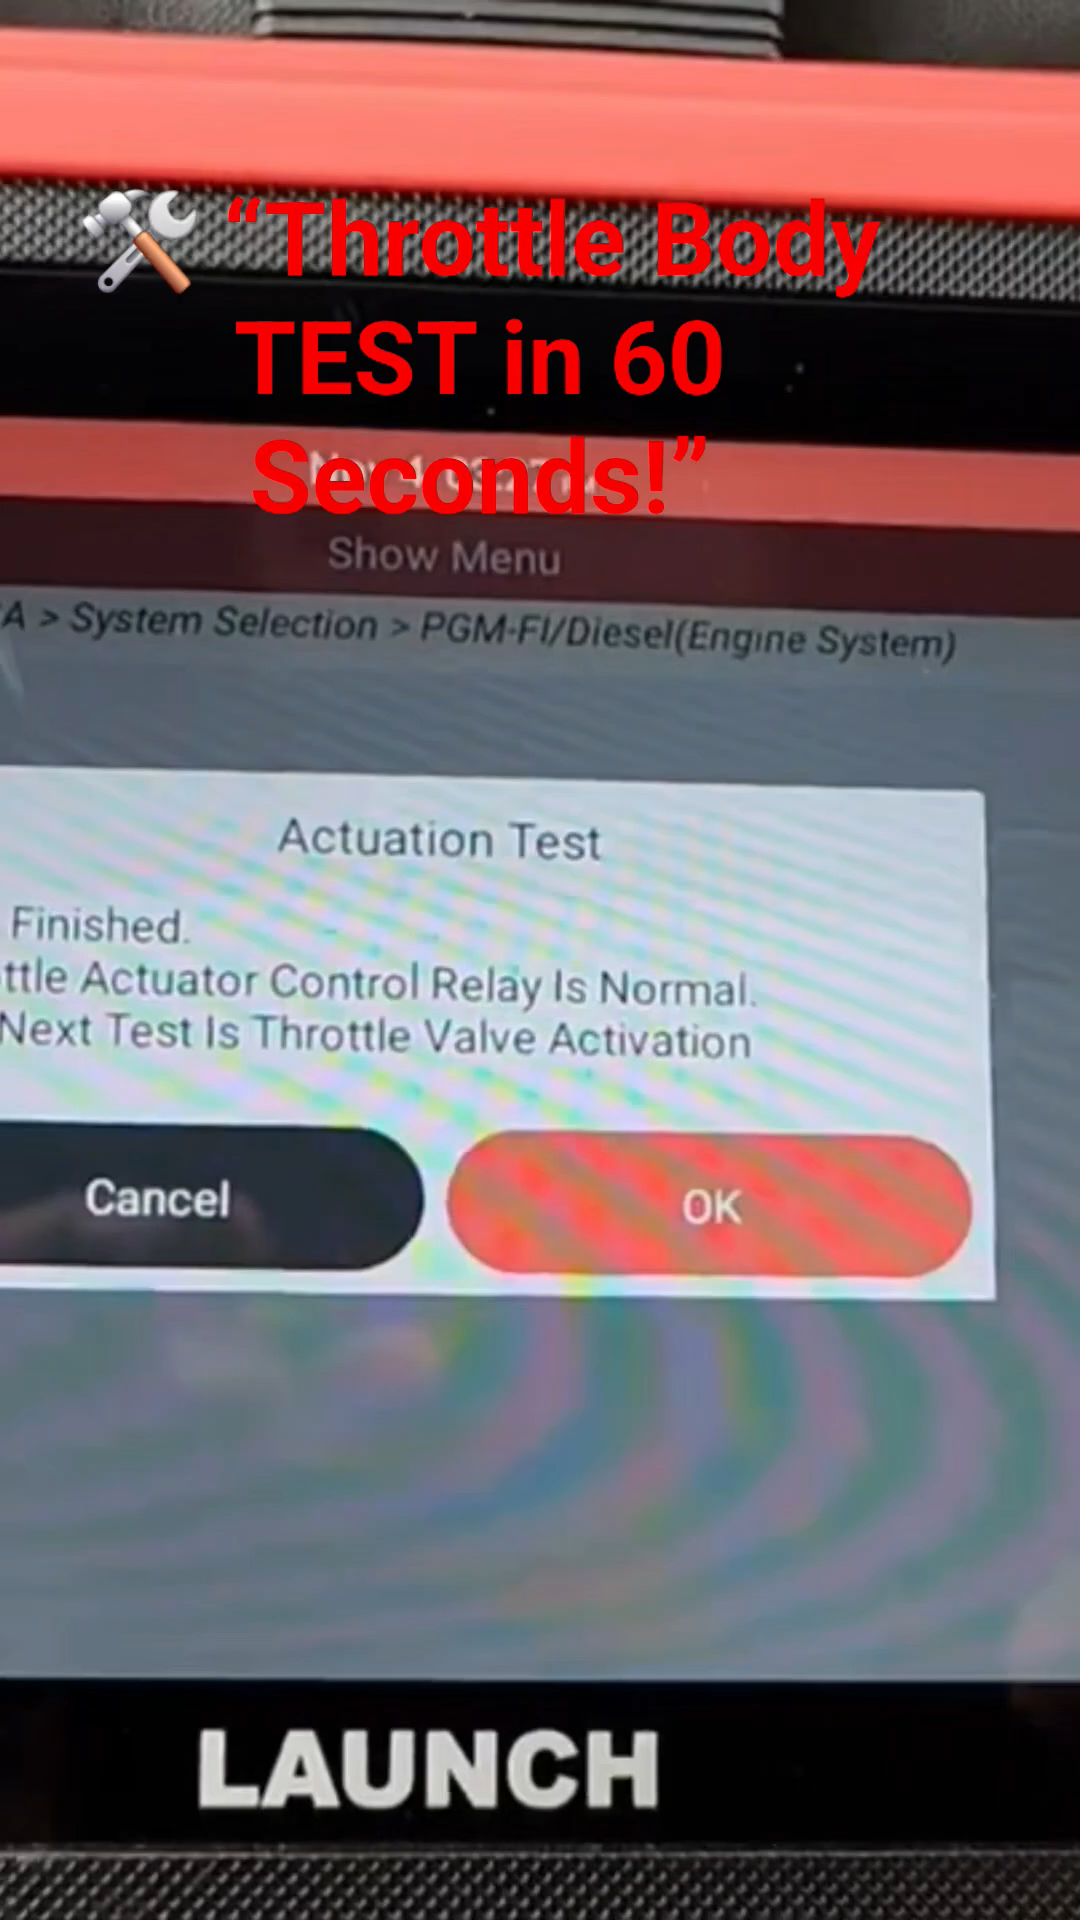 “Throttle Body
TEST in 60
Seconds!”
Show Menu
A > System Selection > PGM-FI/Diesel(Engine System)
Actuation Test
Finished.
ttle Actuator Control Relay Is Normal.
Next Test Is Throttle Valve Activation
Cancel
OK
LAUNCH